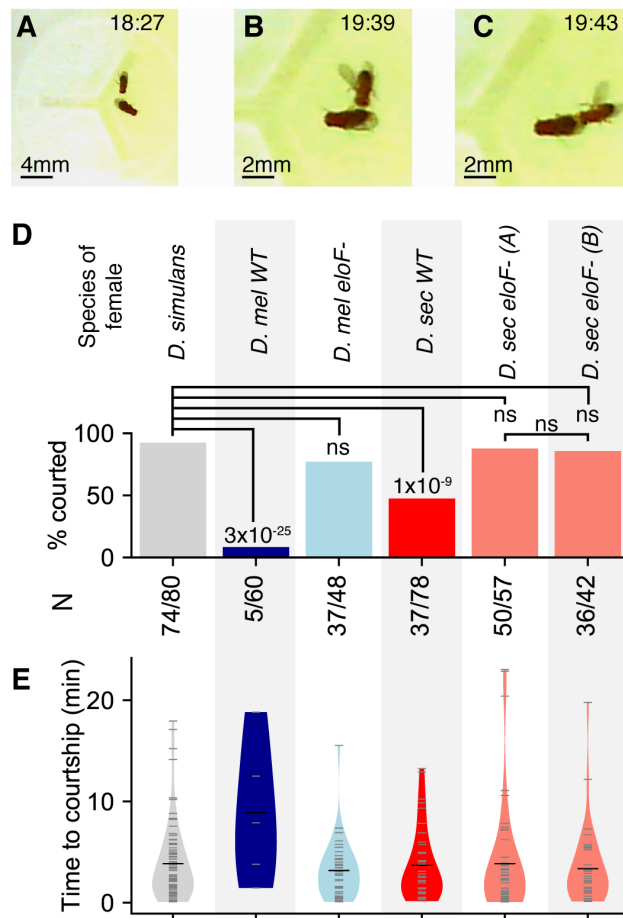 A
18:27
4mm
B
19:39
2mm
C
19:43
2mm
D
Species of
female
D. simulans
D. mel WT
D. mel eloF-
D. sec WT
D. sec eloF- (A)
D. sec eloF- (B)
% courted
100
50
0
3x10⁻²⁵
ns
1x10⁻⁹
ns
ns
ns
N
74/80
5/60
37/48
37/78
50/57
36/42
E
Time to courtship (min)
20
10
0